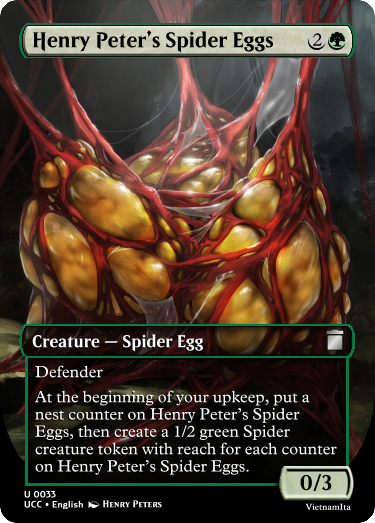 Henry Peter's Spider Eggs 2
Creature — Spider Egg
Defender
At the beginning of your upkeep, put a
nest counter on Henry Peter's Spider
Eggs, then create a 1/2 green Spider
creature token with reach for each counter
on Henry Peter's Spider Eggs.
0/3
U 0033
UCC • English Henry Peters
VietnamIta